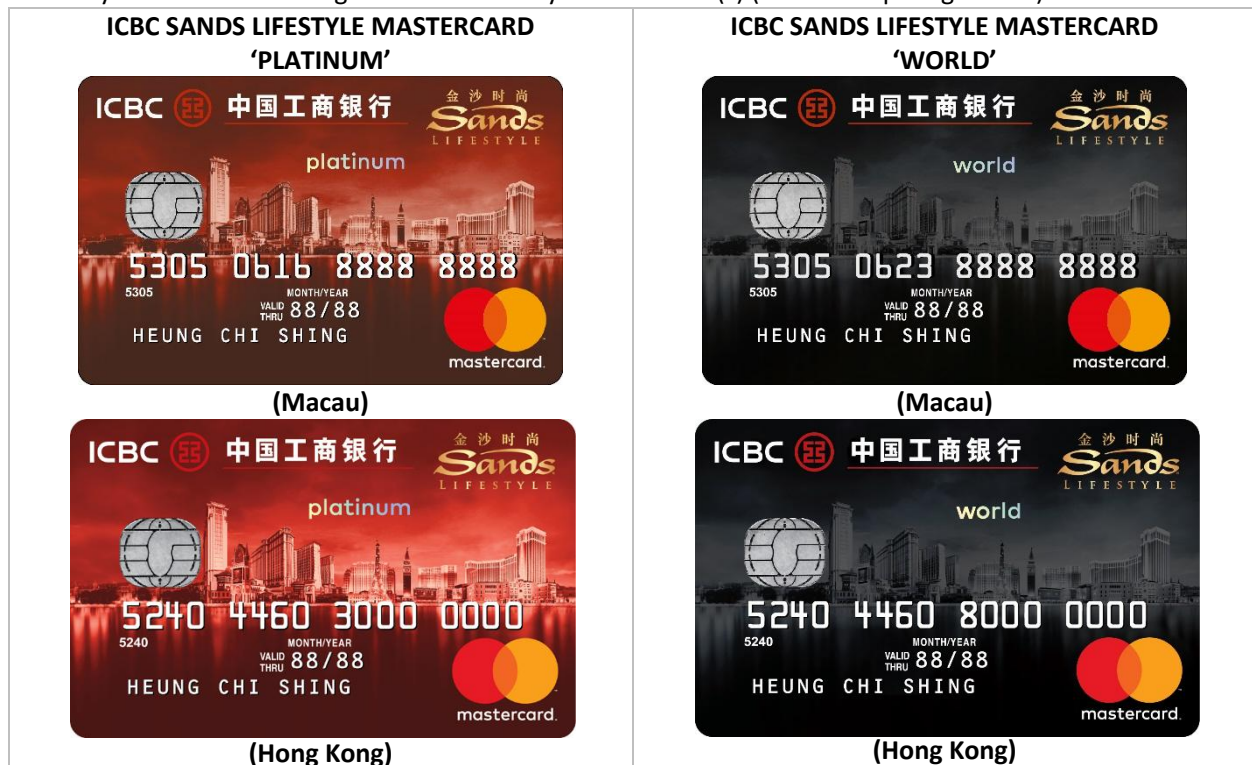 ICBC SANDS LIFESTYLE MASTERCARD
'PLATINUM'
ICBC 中国工商银行
金沙时尚
Sands
LIFESTYLE
platinum
5305 0616 8888 8888
5305
MONTH/YEAR
VALID THRU 88/88
HEUNG CHI SHING
mastercard.
(Macau)
ICBC 中国工商银行
金沙时尚
Sands
LIFESTYLE
platinum
5240 4460 3000 0000
5240
MONTH/YEAR
VALID THRU 88/88
HEUNG CHI SHING
mastercard.
(Hong Kong)
ICBC SANDS LIFESTYLE MASTERCARD
'WORLD'
ICBC 中国工商银行
金沙时尚
Sands
LIFESTYLE
world
5305 0623 8888 8888
5305
MONTH/YEAR
VALID THRU 88/88
HEUNG CHI SHING
mastercard.
(Macau)
ICBC 中国工商银行
金沙时尚
Sands
LIFESTYLE
world
5240 4460 8000 0000
5240
MONTH/YEAR
VALID THRU 88/88
HEUNG CHI SHING
mastercard.
(Hong Kong)